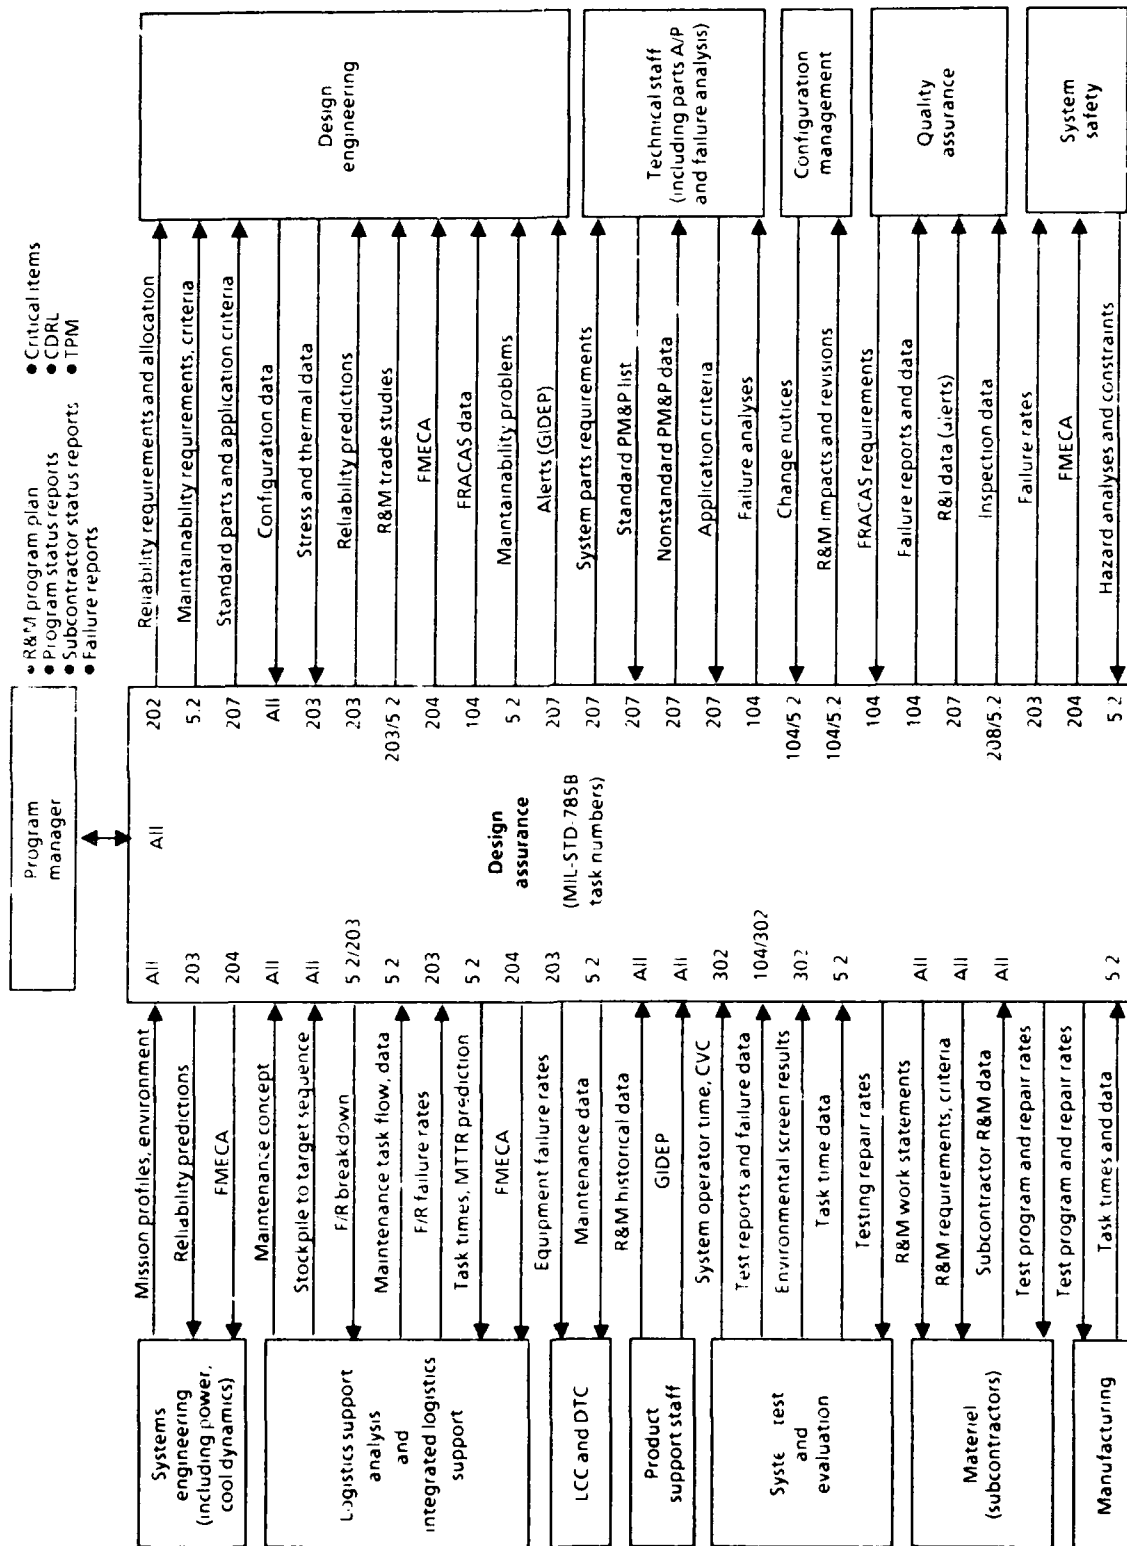 Program
manager
• R&M program plan
• Program status reports
• Subcontractor status reports
• Failure reports
• Critical items
• CDRL
• TPM
All
Design
assurance
(MIL-STD-785B
task numbers)
Systems
engineering
(including power,
cool dynamics)
Mission profiles, environment All
Reliability predictions 203
FMECA 204
Logistics support
analysis
and
integrated logistics
support
Maintenance concept All
Stockpile to target sequence All
F/R breakdown 5 2/203
Maintenance task flow, data 5 2
F/R failure rates 203
Task times, MTTR prediction 5 2
FMECA 204
LCC and DTC
Equipment failure rates 203
Maintenance data 5 2
Product
support staff
R&M historical data All
GIDEP All
System test
and
evaluation
System operator time, CVC 302
Test reports and failure data 104/302
Environmental screen results 302
Task time data 5 2
Testing repair rates
Materiel
(subcontractors)
R&M work statements All
R&M requirements, criteria All
Subcontractor R&M data All
Test program and repair rates
Manufacturing
Test program and repair rates
Task times and data 5 2
Design
engineering
202 Reliability requirements and allocation
5.2 Maintainability requirements, criteria
207 Standard parts and application criteria
All Configuration data
203 Stress and thermal data
203 Reliability predictions
203/5 2 R&M trade studies
204 FMECA
104 FRACAS data
5 2 Maintainability problems
207 Alerts (GIDEP)
Technical staff
(including parts A/P
and failure analysis)
207 System parts requirements
207 Standard PM&P list
207 Nonstandard PM&P data
207 Application criteria
104 Failure analyses
Configuration
management
104/5 2 Change notices
104/5 2 R&M impacts and revisions
Quality
assurance
104 FRACAS requirements
104 Failure reports and data
207 R&I data (alerts)
208/5.2 Inspection data
System
safety
203 Failure rates
204 FMECA
5 2 Hazard analyses and constraints